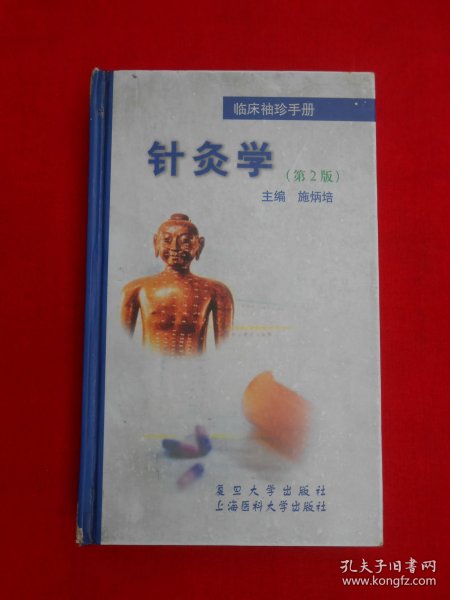 临床袖珍手册
针灸学
(第2版)
主编 施炳培
复旦大学出版社
上海医科大学出版社
孔夫子旧书网
www.kongfz.com